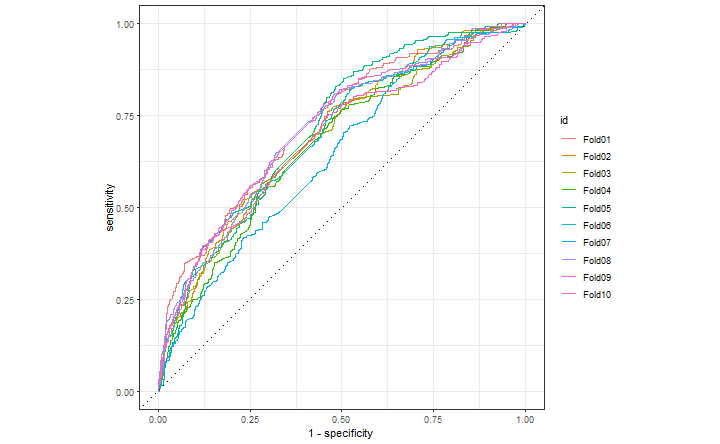 1.00
0.75
0.50
0.25
0.00
sensitivity
0.00 0.25 0.50 0.75 1.00
1 - specificity
id
Fold01
Fold02
Fold03
Fold04
Fold05
Fold06
Fold07
Fold08
Fold09
Fold10